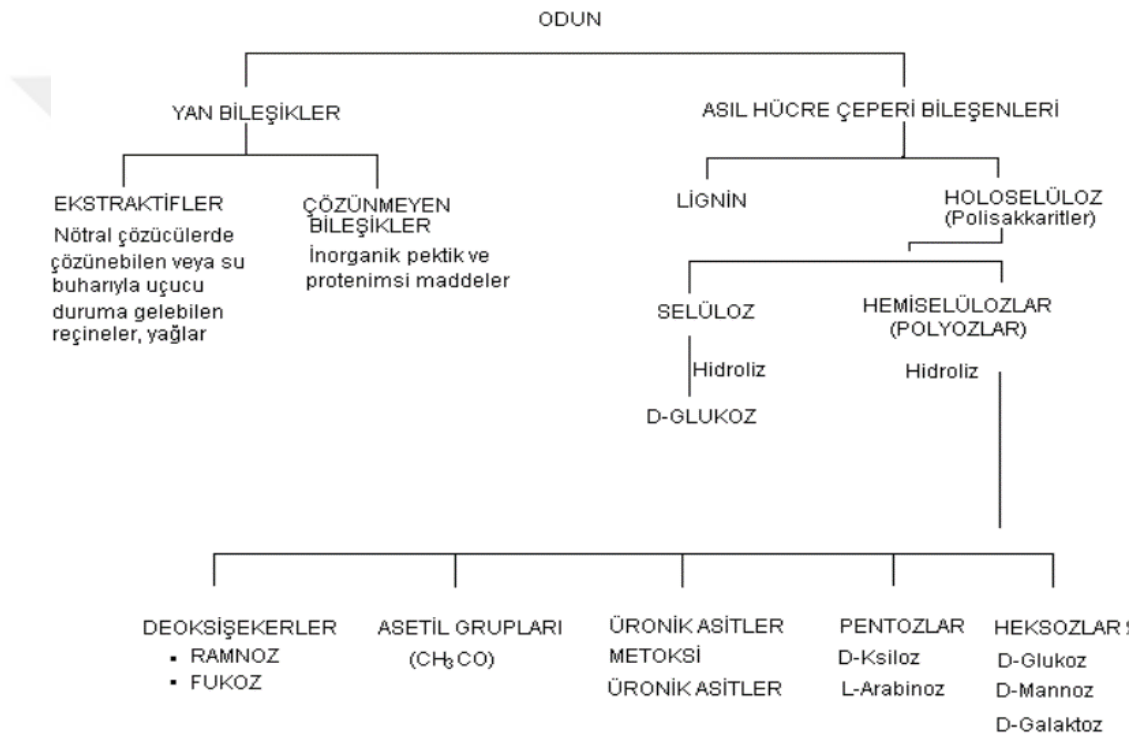 ODUN
YAN BİLEŞİKLER
ASIL HÜCRE ÇEPERİ BİLEŞENLERİ
EKSTRAKTİFLER
Nötral çözücülerde
çözünebilen veya su
buharıyla uçucu
duruma gelebilen
reçineler, yağlar
ÇÖZÜNMEYEN
BİLEŞİKLER
İnorganik pektik ve
protenimsi maddeler
LİGNİN
HOLOSELÜLOZ
(Polisakkaritler)
SELÜLOZ
Hidroliz
D-GLUKOZ
HEMİSELÜLOZLAR
(POLYOZLAR)
Hidroliz
DEOKSİŞEKERLER
▪ RAMNOZ
▪ FUKOZ
ASETİL GRUPLARI
(CH₃CO)
ÜRONİK ASİTLER
METOKSİ
ÜRONİK ASİTLER
PENTOZLAR
D-Ksiloz
L-Arabinoz
HEKSOZLAR
D-Glukoz
D-Mannoz
D-Galaktoz